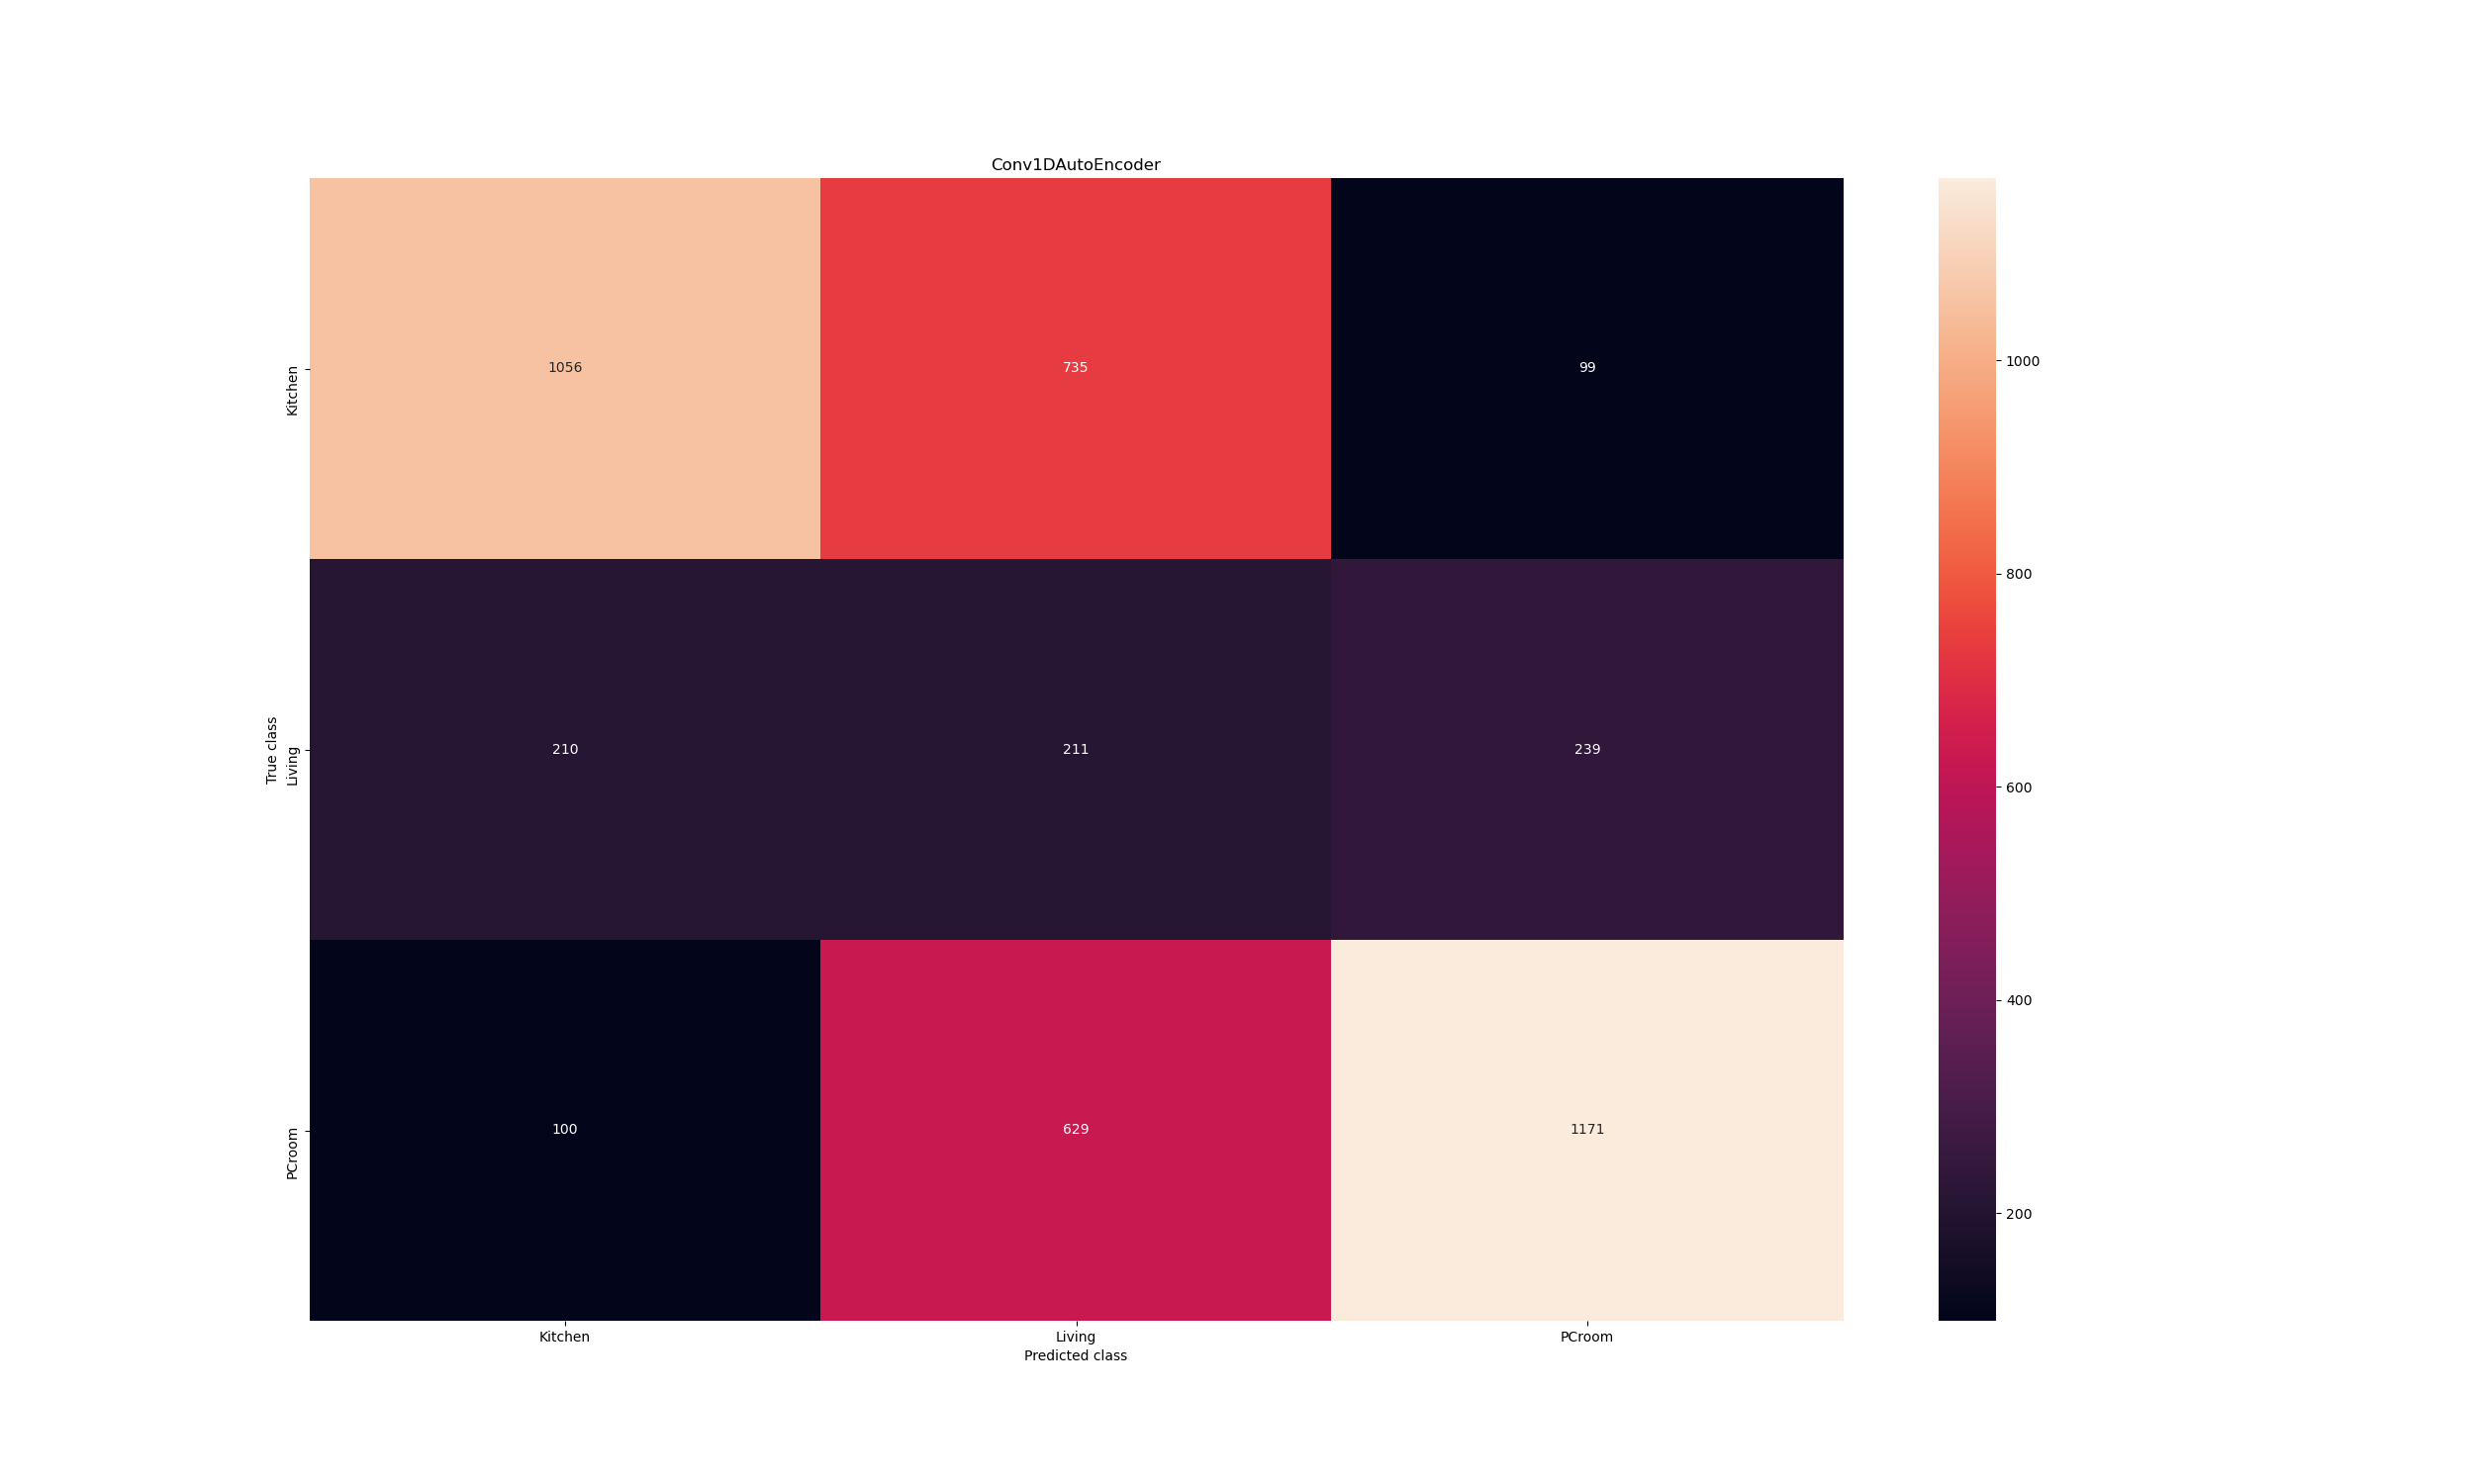 Conv1DAutoEncoder
True class
Kitchen
1056 735 99
Living
210 211 239
PCroom
100 629 1171
Kitchen Living PCroom
Predicted class
1000
800
600
400
200